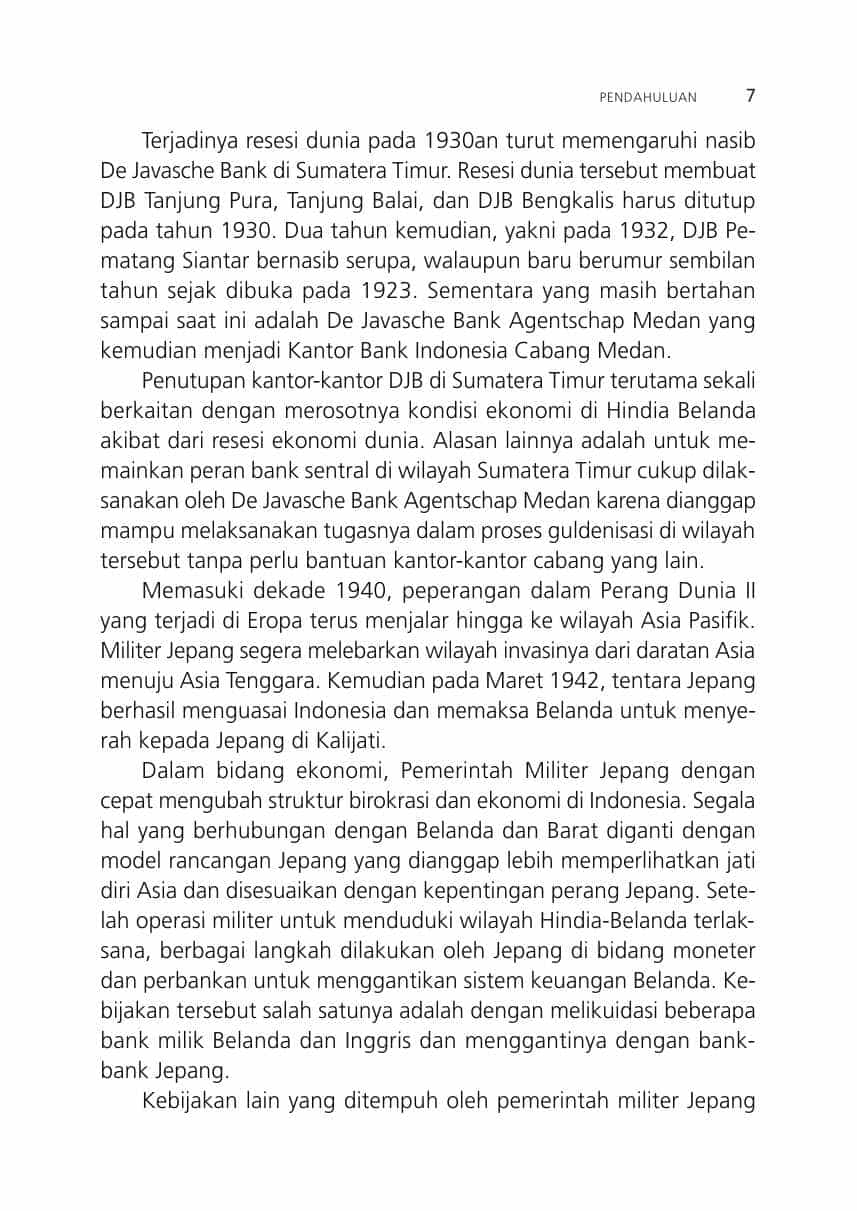 PENDAHULUAN 7
Terjadinya resesi dunia pada 1930an turut memengaruhi nasib
De Javasche Bank di Sumatera Timur. Resesi dunia tersebut membuat
DJB Tanjung Pura, Tanjung Balai, dan DJB Bengkalis harus ditutup
pada tahun 1930. Dua tahun kemudian, yakni pada 1932, DJB Pe-
matang Siantar bernasib serupa, walaupun baru berumur sembilan
tahun sejak dibuka pada 1923. Sementara yang masih bertahan
sampai saat ini adalah De Javasche Bank Agentschap Medan yang
kemudian menjadi Kantor Bank Indonesia Cabang Medan.
Penutupan kantor-kantor DJB di Sumatera Timur terutama sekali
berkaitan dengan merosotnya kondisi ekonomi di Hindia Belanda
akibat dari resesi ekonomi dunia. Alasan lainnya adalah untuk me-
mainkan peran bank sentral di wilayah Sumatera Timur cukup dilak-
sanakan oleh De Javasche Bank Agentschap Medan karena dianggap
mampu melaksanakan tugasnya dalam proses guldenisasi di wilayah
tersebut tanpa perlu bantuan kantor-kantor cabang yang lain.
Memasuki dekade 1940, peperangan dalam Perang Dunia II
yang terjadi di Eropa terus menjalar hingga ke wilayah Asia Pasifik.
Militer Jepang segera melebarkan wilayah invasinya dari daratan Asia
menuju Asia Tenggara. Kemudian pada Maret 1942, tentara Jepang
berhasil menguasai Indonesia dan memaksa Belanda untuk menye-
rah kepada Jepang di Kalijati.
Dalam bidang ekonomi, Pemerintah Militer Jepang dengan
cepat mengubah struktur birokrasi dan ekonomi di Indonesia. Segala
hal yang berhubungan dengan Belanda dan Barat diganti dengan
model rancangan Jepang yang dianggap lebih memperlihatkan jati
diri Asia dan disesuaikan dengan kepentingan perang Jepang. Sete-
lah operasi militer untuk menduduki wilayah Hindia-Belanda terlak-
sana, berbagai langkah dilakukan oleh Jepang di bidang moneter
dan perbankan untuk menggantikan sistem keuangan Belanda. Ke-
bijakan tersebut salah satunya adalah dengan melikuidasi beberapa
bank milik Belanda dan Inggris dan menggantinya dengan bank-
bank Jepang.
Kebijakan lain yang ditempuh oleh pemerintah militer Jepang